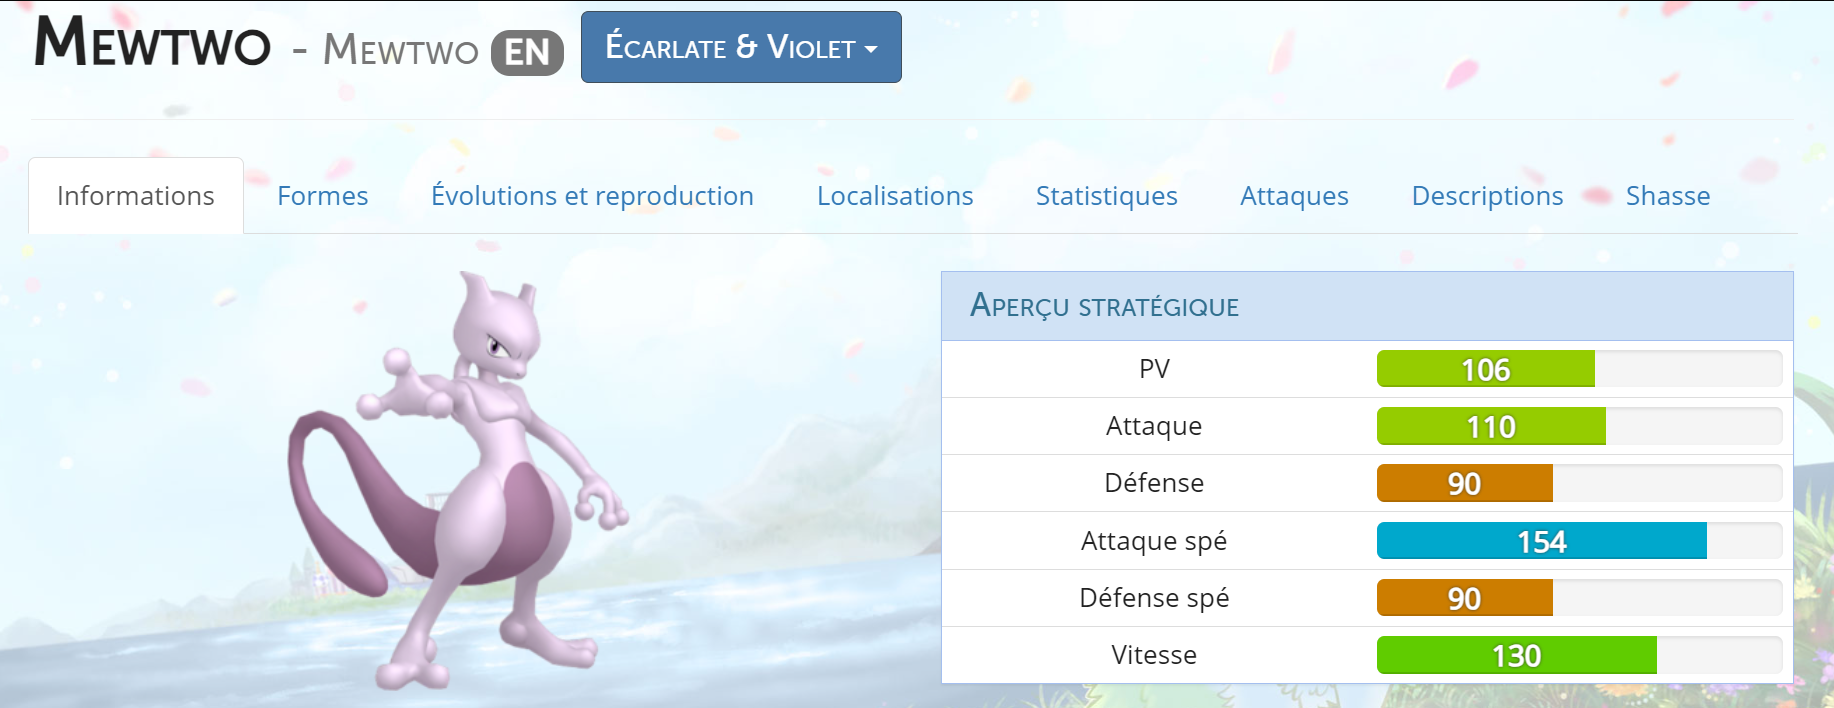 Mewtwo - Mewtwo EN Écarlate & Violet
Informations Formes Évolutions et reproduction Localisations Statistiques Attaques Descriptions Shasse
Aperçu stratégique
PV 106
Attaque 110
Défense 90
Attaque spé 154
Défense spé 90
Vitesse 130